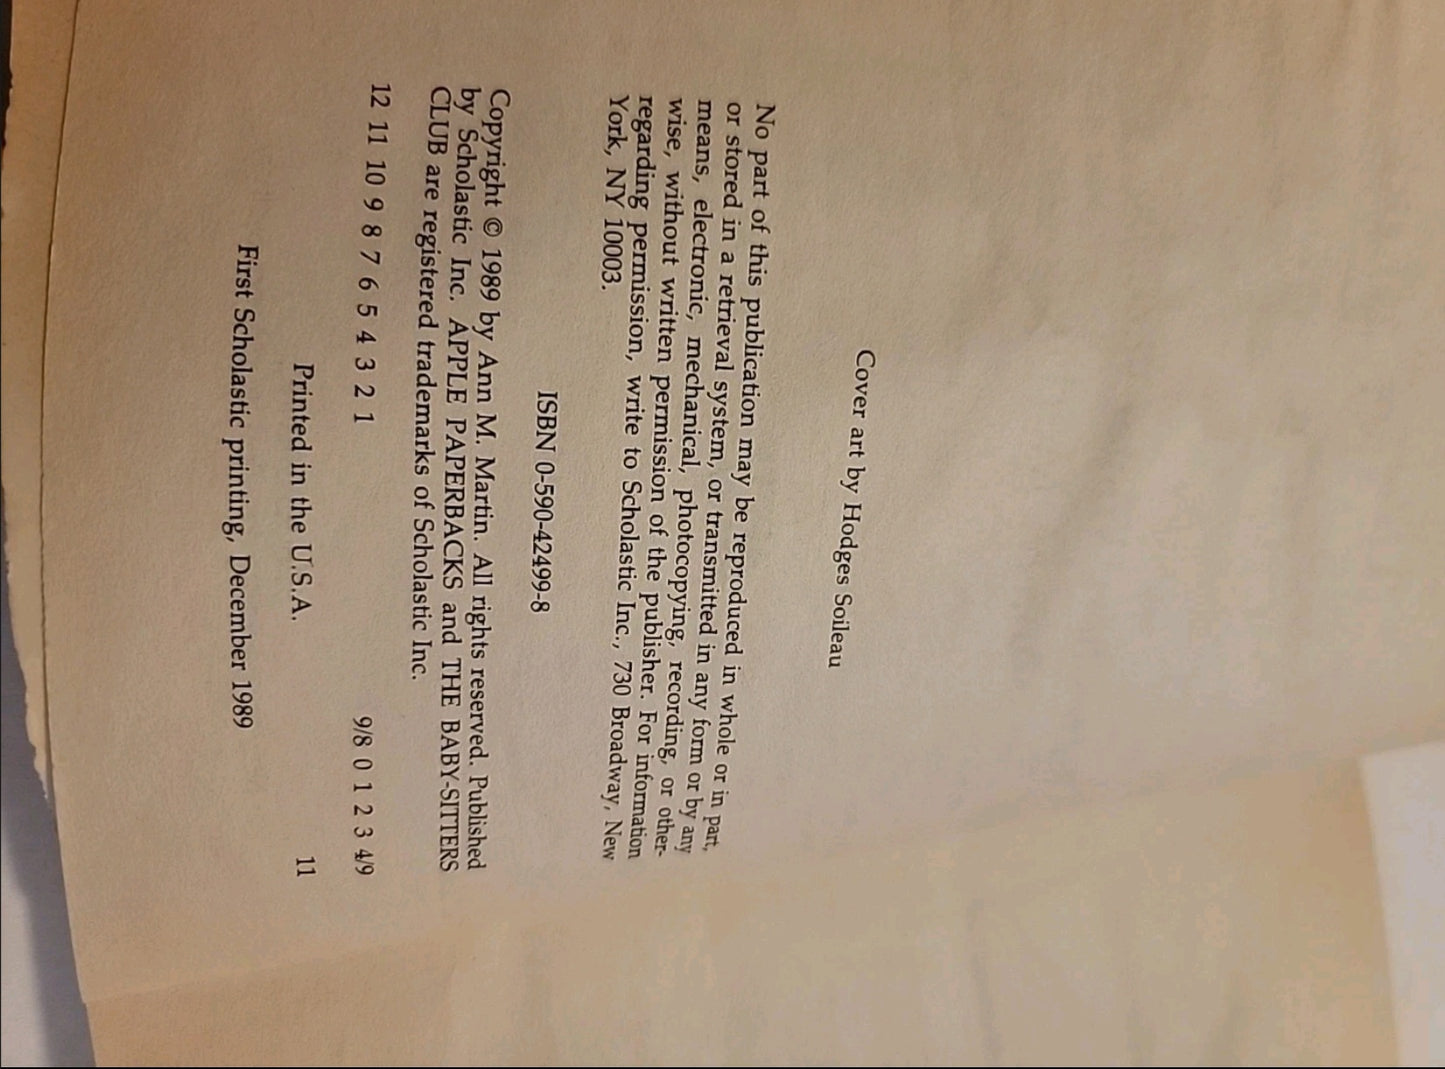 Cover art by Hodges Soileau
No part of this publication may be reproduced in whole or in part,
or stored in a retrieval system, or transmitted in any form or by any
means, electronic, mechanical, photocopying, recording, or other-
wise, without written permission of the publisher. For information
regarding permission, write to Scholastic Inc., 730 Broadway, New
York, NY 10003.
ISBN 0-590-42499-8
Copyright © 1989 by Ann M. Martin. All rights reserved. Published
by Scholastic Inc. APPLE PAPERBACKS and THE BABY-SITTERS
CLUB are registered trademarks of Scholastic Inc.
12 11 10 9 8 7 6 5 4 3 2 1 9/8 0 1 2 3 4/9
Printed in the U.S.A. 11
First Scholastic printing, December 1989